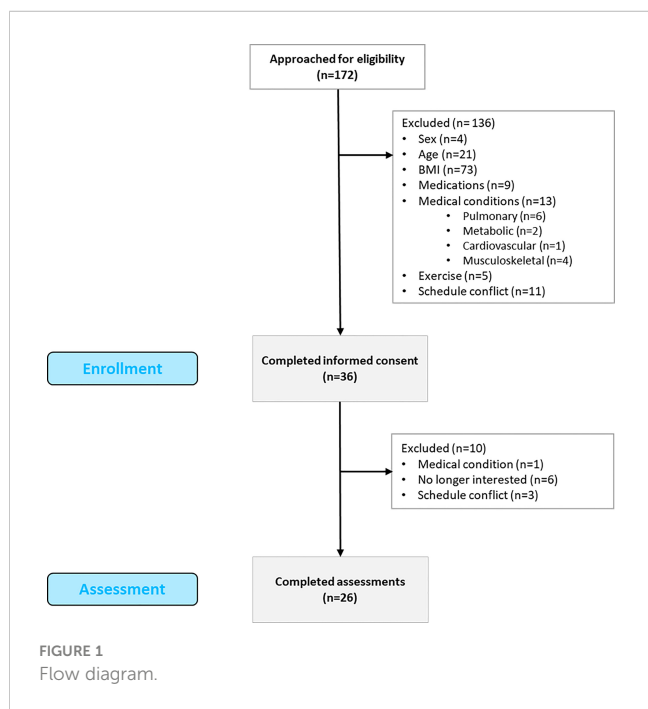 Approached for eligibility
(n=172)
Excluded (n= 136)
• Sex (n=4)
• Age (n=21)
• BMI (n=73)
• Medications (n=9)
• Medical conditions (n=13)
• Pulmonary (n=6)
• Metabolic (n=2)
• Cardiovascular (n=1)
• Musculoskeletal (n=4)
• Exercise (n=5)
• Schedule conflict (n=11)
Enrollment
Completed informed consent
(n=36)
Excluded (n=10)
• Medical condition (n=1)
• No longer interested (n=6)
• Schedule conflict (n=3)
Assessment
Completed assessments
(n=26)
FIGURE 1
Flow diagram.